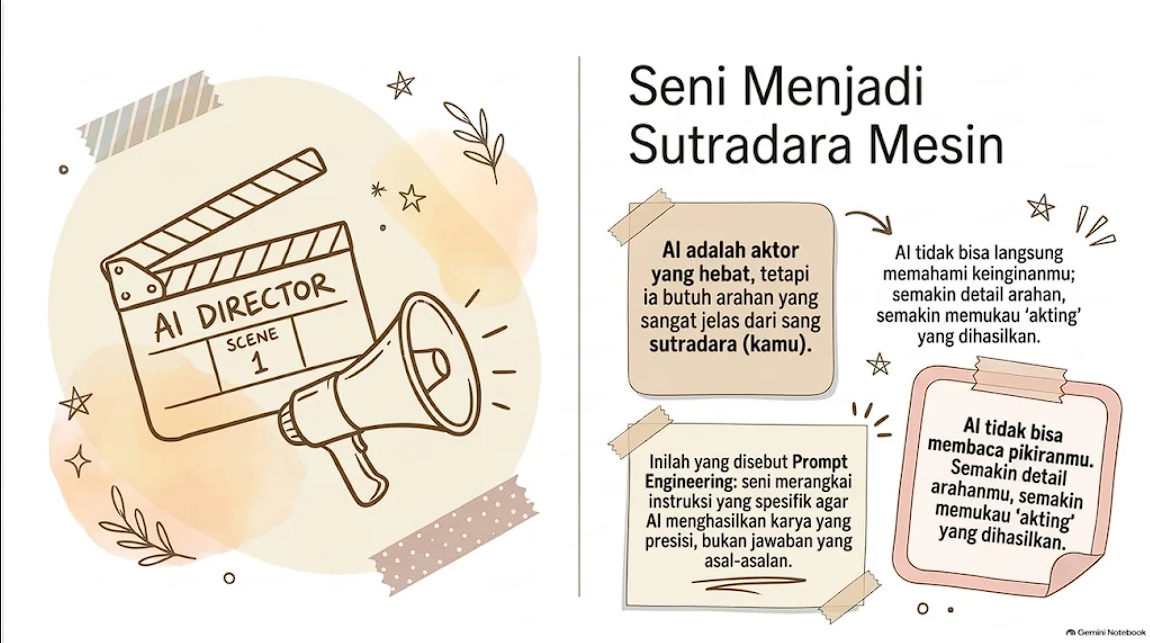 AI DIRECTOR
SCENE
1
Seni Menjadi
Sutradara Mesin
AI adalah aktor
yang hebat, tetapi
ia butuh arahan yang
sangat jelas dari sang
sutradara (kamu).
AI tidak bisa langsung
memahami keinginanmu;
semakin detail arahan,
semakin memukau ‘akting’
yang dihasilkan.
Inilah yang disebut Prompt
Engineering: seni merangkai
instruksi yang spesifik agar
AI menghasilkan karya yang
presisi, bukan jawaban yang
asal-asalan.
AI tidak bisa
membaca pikiranmu.
Semakin detail
arahanmu, semakin
memukau ‘akting’
yang dihasilkan.
Gemini Notebook